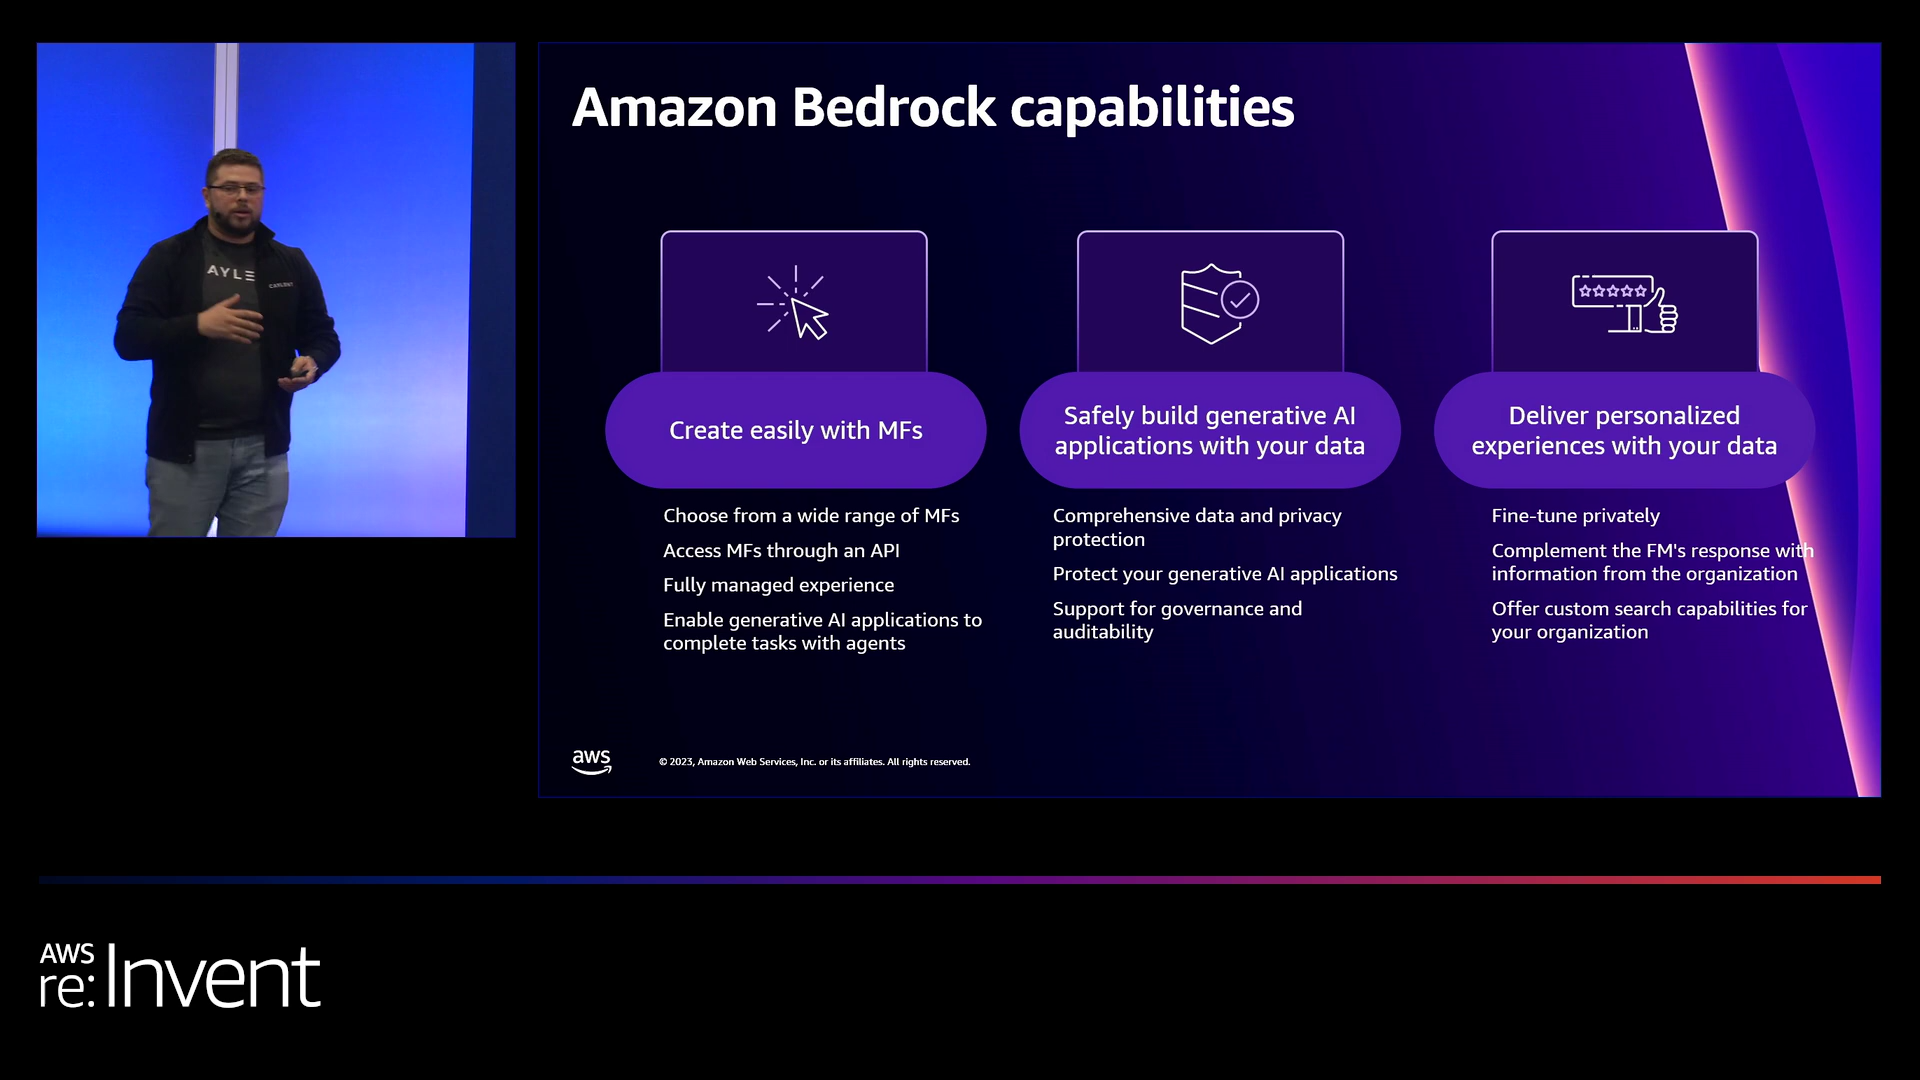 AYLE
Amazon Bedrock capabilities
Create easily with MFs
Choose from a wide range of MFs
Access MFs through an API
Fully managed experience
Enable generative AI applications to
complete tasks with agents
Safely build generative AI
applications with your data
Comprehensive data and privacy
protection
Protect your generative AI applications
Support for governance and
auditability
Deliver personalized
experiences with your data
Fine-tune privately
Complement the FM's response with
information from the organization
Offer custom search capabilities for
your organization
aws
© 2023, Amazon Web Services, Inc. or its affiliates. All rights reserved.
AWS
re:Invent